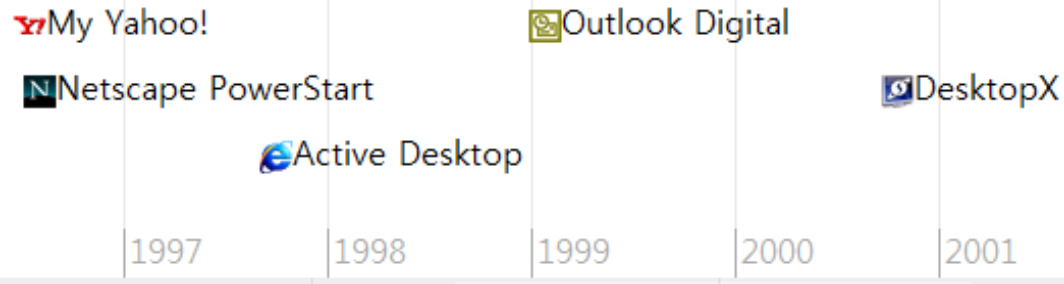 My Yahoo!
Outlook Digital
Netscape PowerStart
DesktopX
Active Desktop
1997
1998
1999
2000
2001